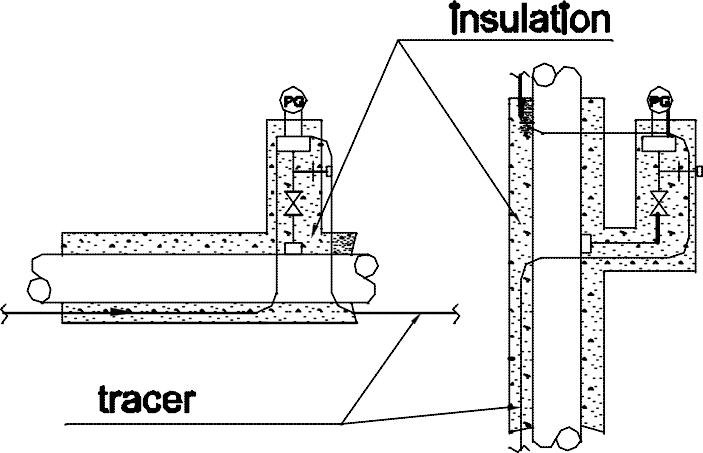 insulation
PG
PG
tracer